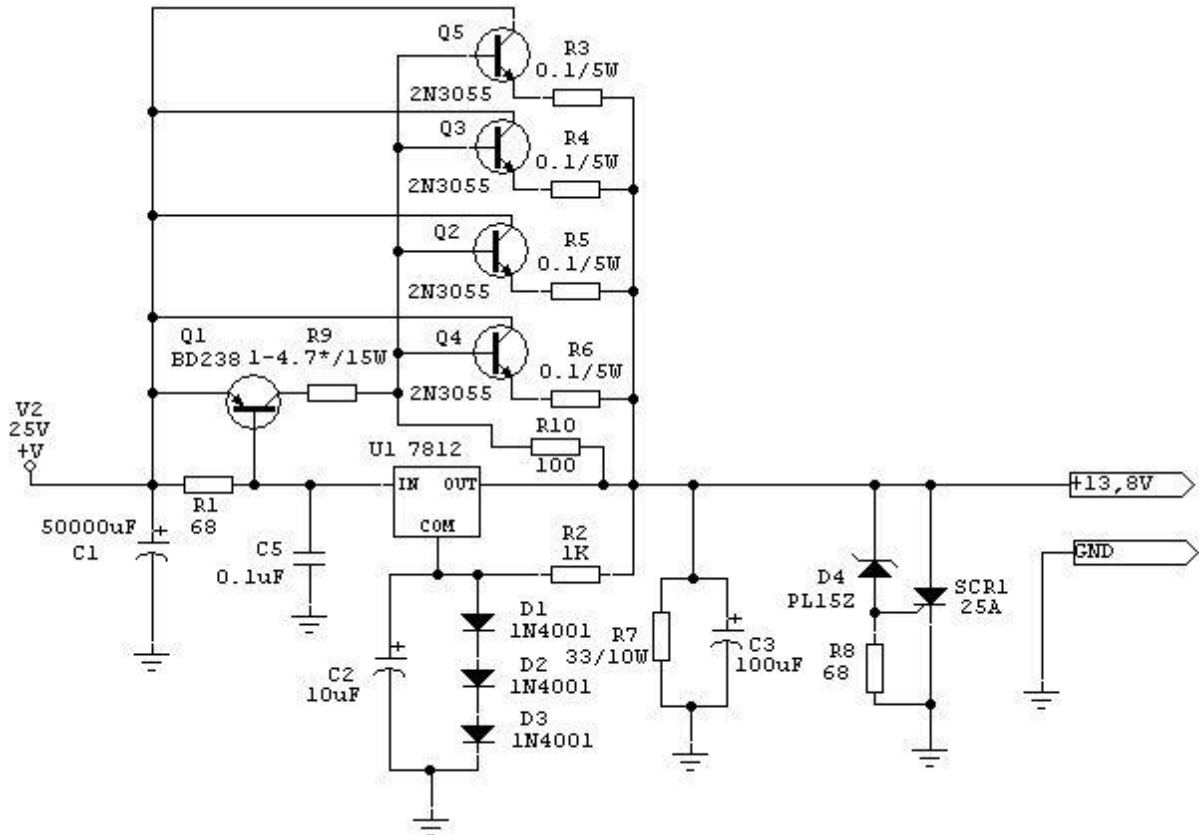 Q5
R3
0.1/5W
2N3055
Q3
R4
0.1/5W
2N3055
Q2
R5
0.1/5W
2N3055
Q1
BD238
R9
1-4.7*/15W
Q4
R6
0.1/5W
2N3055
V2
25V
+V
U1 7812
R10
100
IN OUT
COM
R1
68
+13,8V
50000uF
C1
+
C5
0.1uF
R2
1K
GND
D4
PL15Z
SCR1
25A
D1
1N4001
+
C2
10uF
D2
1N4001
D3
1N4001
R7
33/10W
+
C3
100uF
R8
68